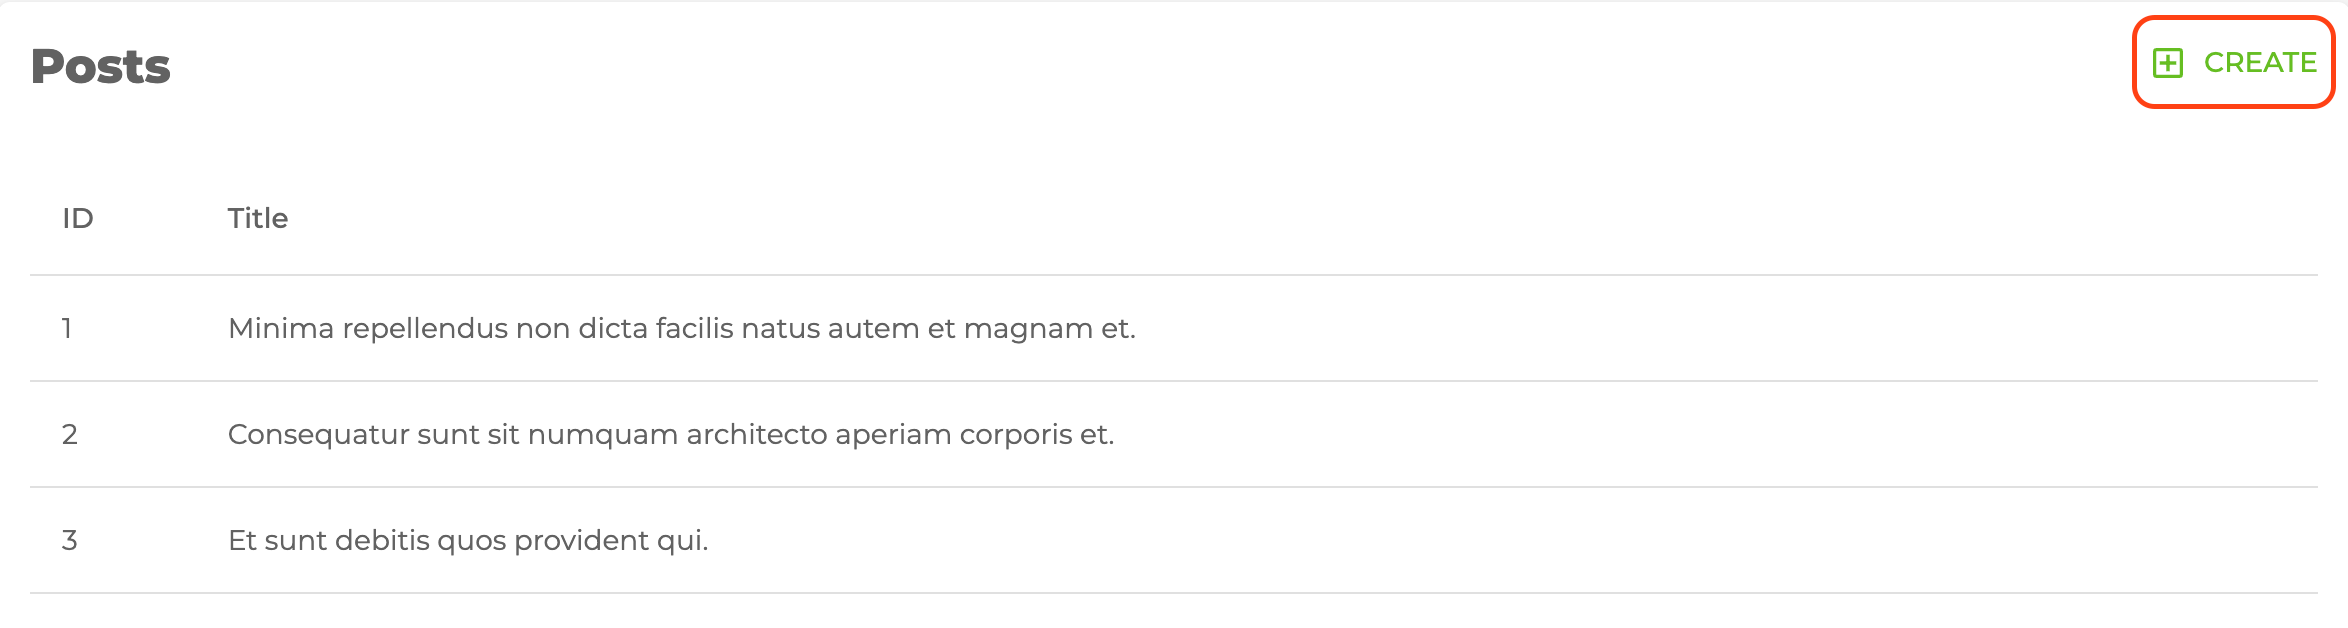 Posts
CREATE
ID Title
1 Minima repellendus non dicta facilis natus autem et magnam et.
2 Consequatur sunt sit numquam architecto aperiam corporis et.
3 Et sunt debitis quos provident qui.